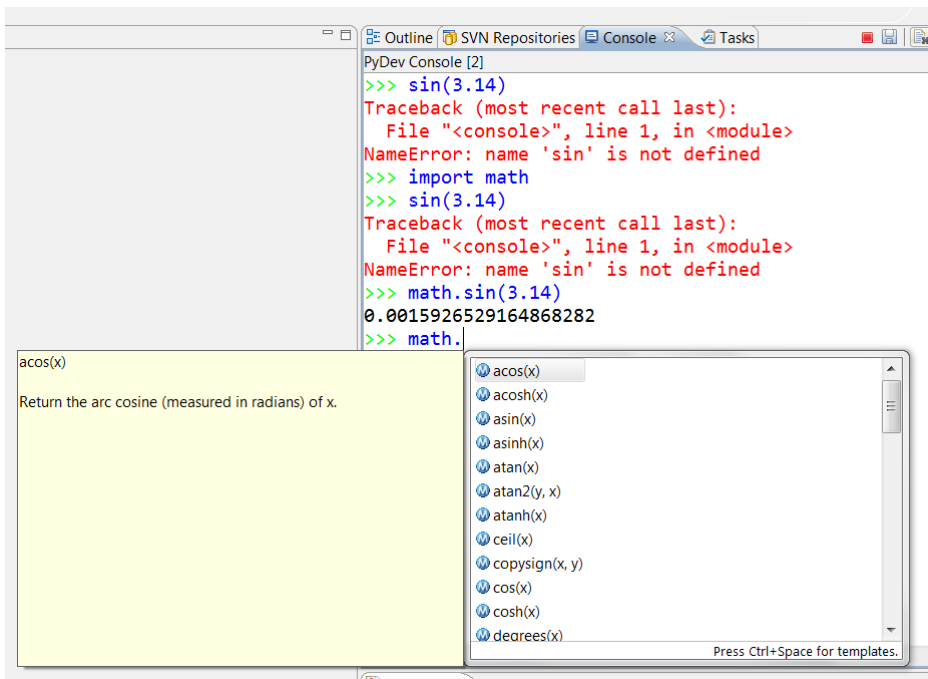 Outline SVN Repositories Console Tasks
PyDev Console [2]
>>> sin(3.14)
Traceback (most recent call last):
  File "<console>", line 1, in <module>
NameError: name 'sin' is not defined
>>> import math
>>> sin(3.14)
Traceback (most recent call last):
  File "<console>", line 1, in <module>
NameError: name 'sin' is not defined
>>> math.sin(3.14)
0.0015926529164868282
>>> math.
acos(x)
Return the arc cosine (measured in radians) of x.
acos(x)
acosh(x)
asin(x)
asinh(x)
atan(x)
atan2(y, x)
atanh(x)
ceil(x)
copysign(x, y)
cos(x)
cosh(x)
degrees(x)
Press Ctrl+Space for templates.